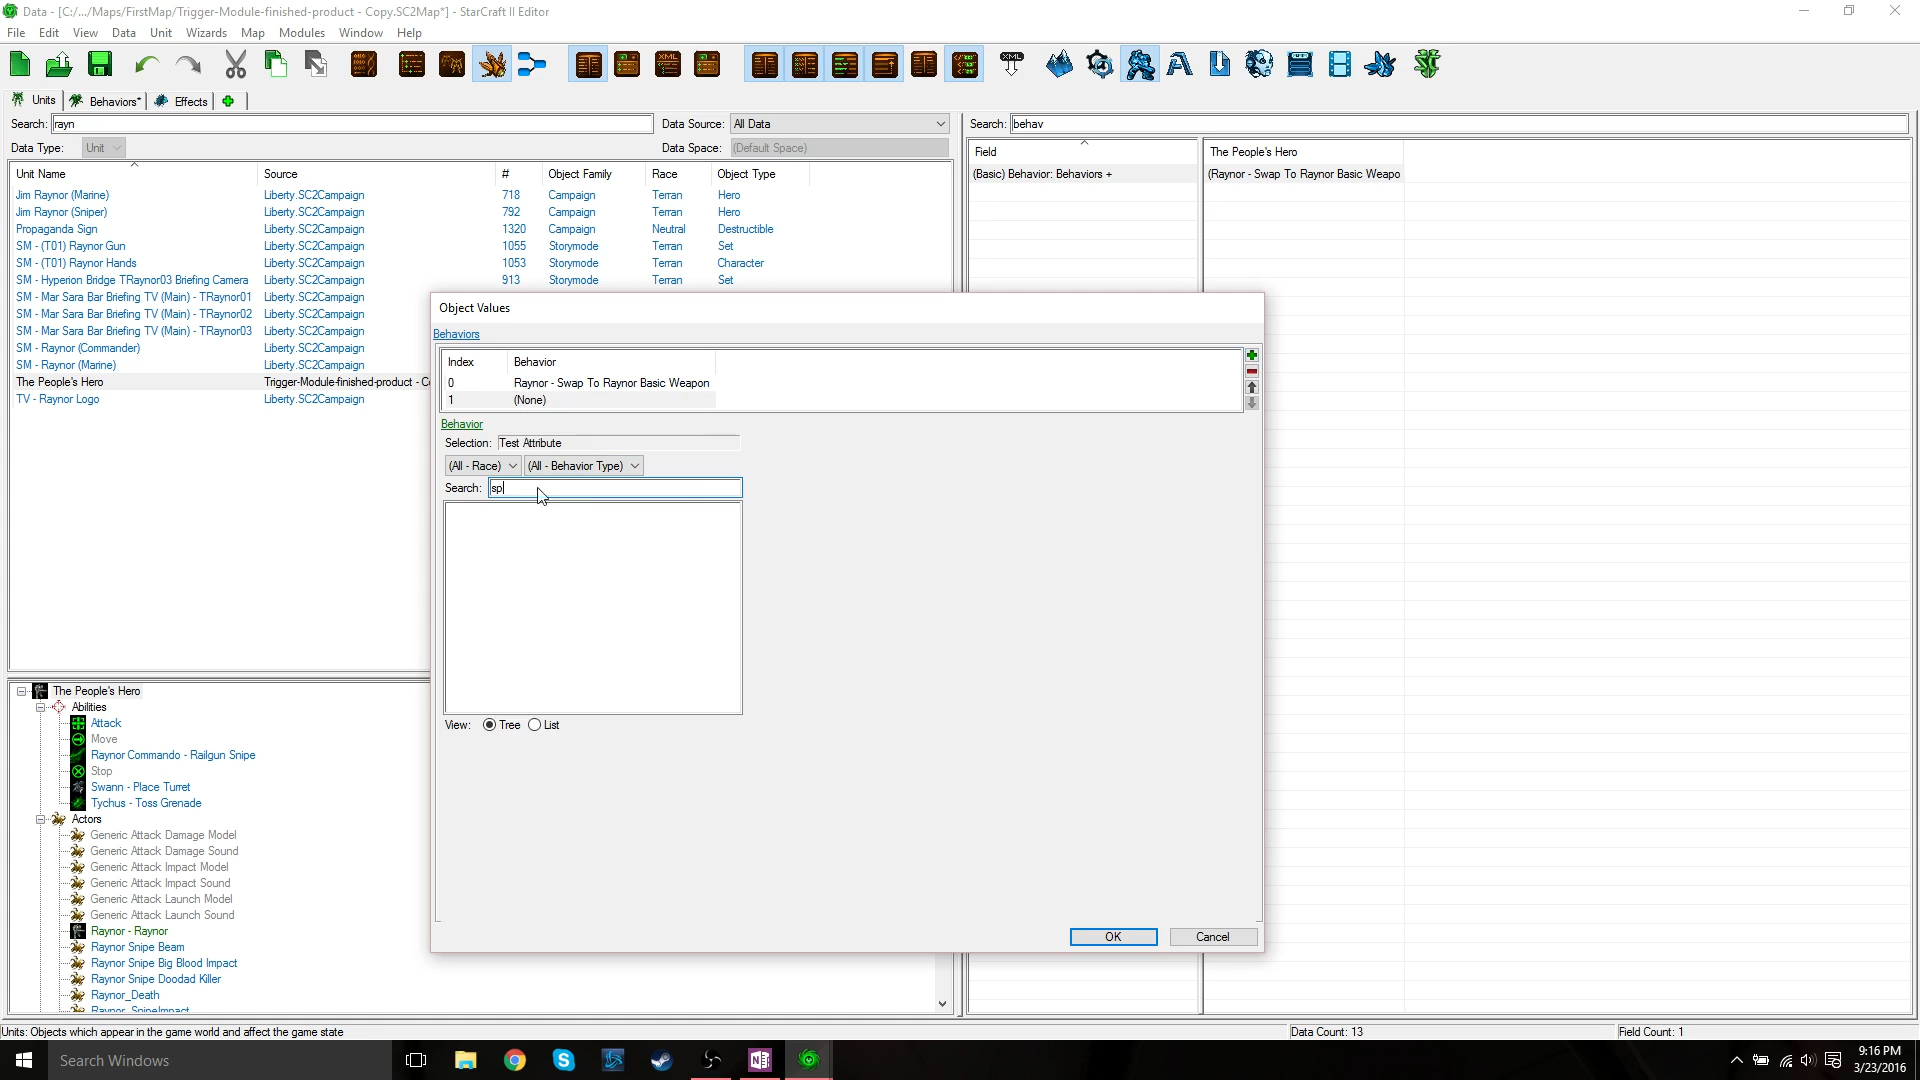 Data - [C:/.../Maps/FirstMap/Trigger-Module-finished-product - Copy.SC2Map*] - StarCraft II Editor
File Edit View Data Unit Wizards Map Modules Window Help
XML XML
Units Behaviors* Effects
Search: rayn Data Source: All Data Search: behav
Data Type: Unit Data Space: (Default Space)
Field The People's Hero
Unit Name Source # Object Family Race Object Type
(Basic) Behavior: Behaviors + (Raynor - Swap To Raynor Basic Weapo
Jim Raynor (Marine) Liberty.SC2Campaign 718 Campaign Terran Hero
Jim Raynor (Sniper) Liberty.SC2Campaign 792 Campaign Terran Hero
Propaganda Sign Liberty.SC2Campaign 1320 Campaign Neutral Destructible
SM - (T01) Raynor Gun Liberty.SC2Campaign 1055 Storymode Terran Set
SM - (T01) Raynor Hands Liberty.SC2Campaign 1053 Storymode Terran Character
SM - Hyperion Bridge TRaynor03 Briefing Camera Liberty.SC2Campaign 913 Storymode Terran Set
SM - Mar Sara Bar Briefing TV (Main) - TRaynor01 Liberty.SC2Campaign
SM - Mar Sara Bar Briefing TV (Main) - TRaynor02 Liberty.SC2Campaign
SM - Mar Sara Bar Briefing TV (Main) - TRaynor03 Liberty.SC2Campaign
SM - Raynor (Commander) Liberty.SC2Campaign
SM - Raynor (Marine) Liberty.SC2Campaign
The People's Hero Trigger-Module-finished-product - C
TV - Raynor Logo Liberty.SC2Campaign
Object Values
Behaviors
Index Behavior
0 Raynor - Swap To Raynor Basic Weapon
1 (None)
Behavior
Selection: Test Attribute
(All - Race) (All - Behavior Type)
Search: sp
View: Tree List
OK Cancel
The People's Hero
Abilities
Attack
Move
Raynor Commando - Railgun Snipe
Stop
Swann - Place Turret
Tychus - Toss Grenade
Actors
Generic Attack Damage Model
Generic Attack Damage Sound
Generic Attack Impact Model
Generic Attack Impact Sound
Generic Attack Launch Model
Generic Attack Launch Sound
Raynor - Raynor
Raynor Snipe Beam
Raynor Snipe Big Blood Impact
Raynor Snipe Doodad Killer
Raynor_Death
Raynor_SnipeImpact
Units: Objects which appear in the game world and affect the game state Data Count: 13 Field Count: 1
Search Windows
9:16 PM
3/23/2016